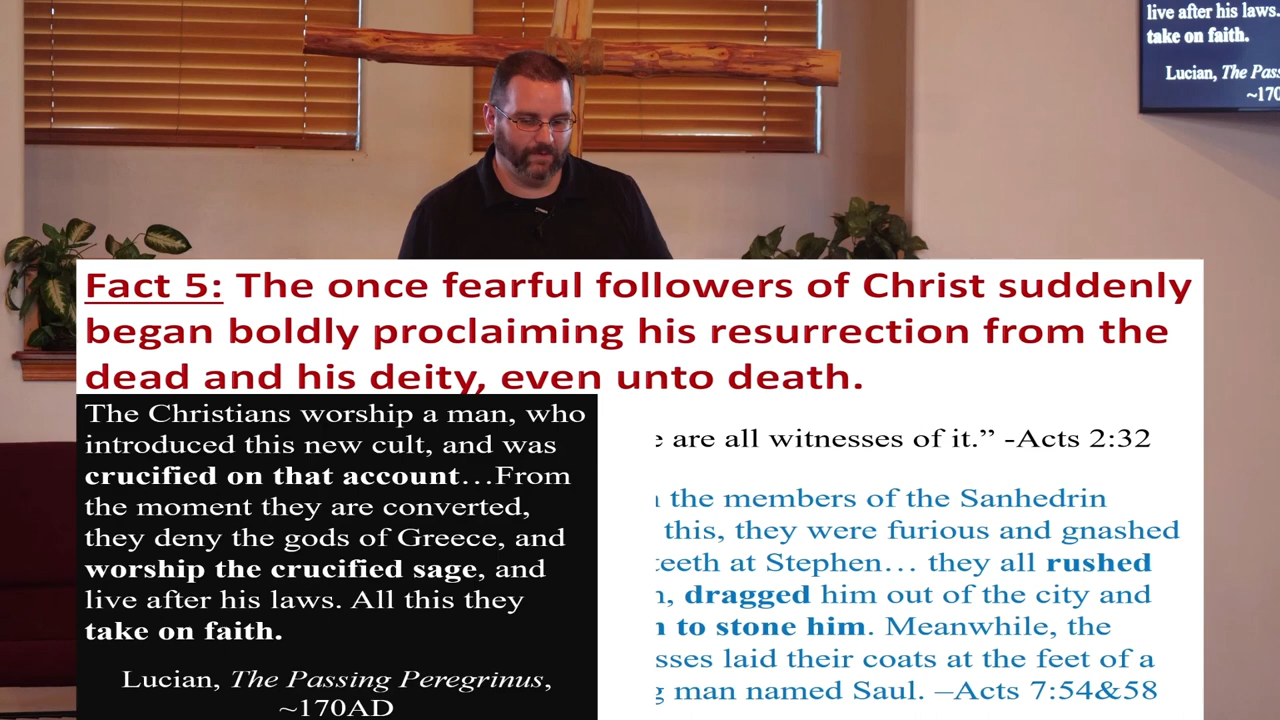 live after his laws.
take on faith.
Lucian, The Pass
~170
Fact 5: The once fearful followers of Christ suddenly
began boldly proclaiming his resurrection from the
dead and his deity, even unto death.
The Christians worship a man, who
introduced this new cult, and was
crucified on that account…From
the moment they are converted,
they deny the gods of Greece, and
worship the crucified sage, and
live after his laws. All this they
take on faith.
Lucian, The Passing Peregrinus,
~170AD
are all witnesses of it.” -Acts 2:32
the members of the Sanhedrin
this, they were furious and gnashed
teeth at Stephen… they all rushed
dragged him out of the city and
to stone him. Meanwhile, the
sses laid their coats at the feet of a
man named Saul. –Acts 7:54&58